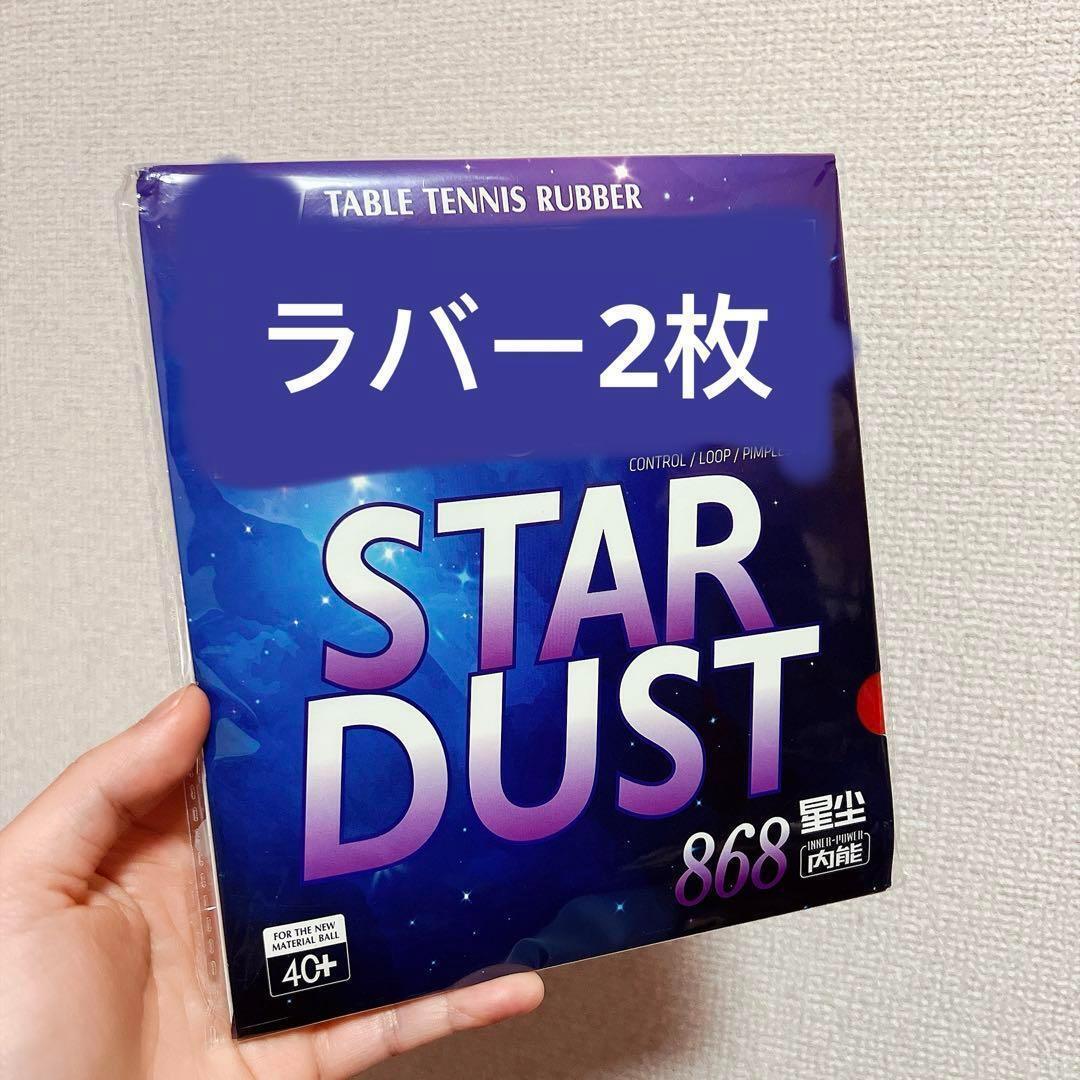 TABLE TENNIS RUBBER
ラバー2枚
CONTROL / LOOP /
STAR
DUST
868 星尘
INNER-POWER
内能
FOR THE NEW
MATERIAL BALL
40+